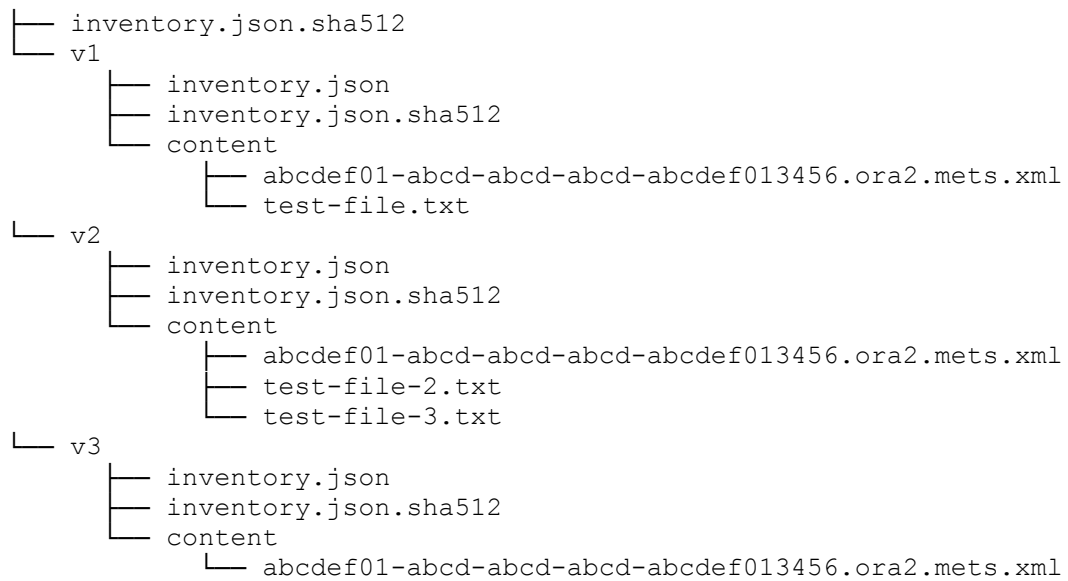 ├── inventory.json.sha512
└── v1
    ├── inventory.json
    ├── inventory.json.sha512
    └── content
        ├── abcdef01-abcd-abcd-abcd-abcdef013456.ora2.mets.xml
        └── test-file.txt
└── v2
    ├── inventory.json
    ├── inventory.json.sha512
    └── content
        ├── abcdef01-abcd-abcd-abcd-abcdef013456.ora2.mets.xml
        ├── test-file-2.txt
        └── test-file-3.txt
└── v3
    ├── inventory.json
    ├── inventory.json.sha512
    └── content
        └── abcdef01-abcd-abcd-abcd-abcdef013456.ora2.mets.xml